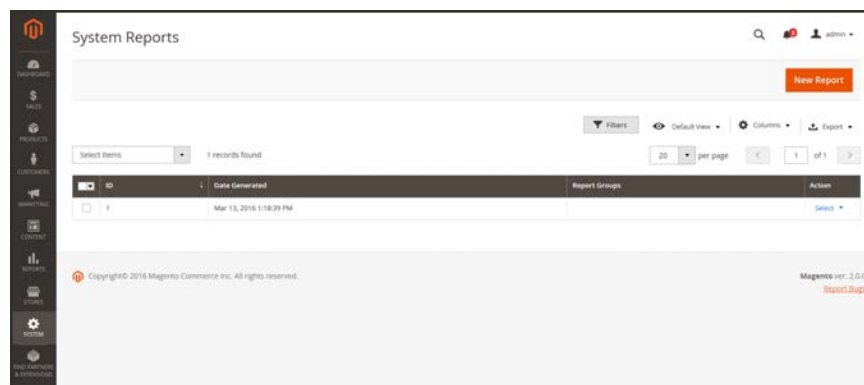 System Reports
3
admin
New Report
Filters
Default View
Columns
Export
Select Items
1 records found
20
per page
1
of 1
ID
Date Generated
Report Groups
Action
1
Mar 13, 2016 1:18:39 PM
Select
Copyright© 2016 Magento Commerce Inc. All rights reserved.
Magento ver. 2.0.0
Report Bugs
DASHBOARD
SALES
PRODUCTS
CUSTOMERS
MARKETING
CONTENT
REPORTS
STORES
SYSTEM
FIND PARTNERS
& EXTENSIONS